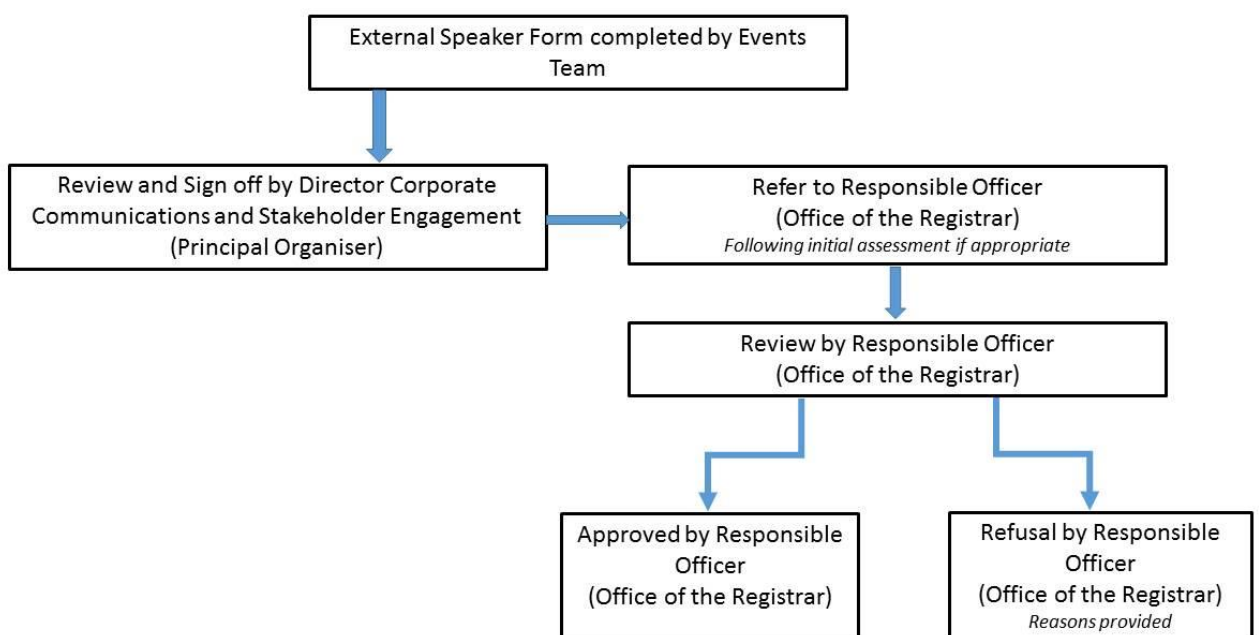 External Speaker Form completed by Events
Team
Review and Sign off by Director Corporate
Communications and Stakeholder Engagement
(Principal Organiser)
Refer to Responsible Officer
(Office of the Registrar)
Following initial assessment if appropriate
Review by Responsible Officer
(Office of the Registrar)
Approved by Responsible
Officer
(Office of the Registrar)
Refusal by Responsible
Officer
(Office of the Registrar)
Reasons provided